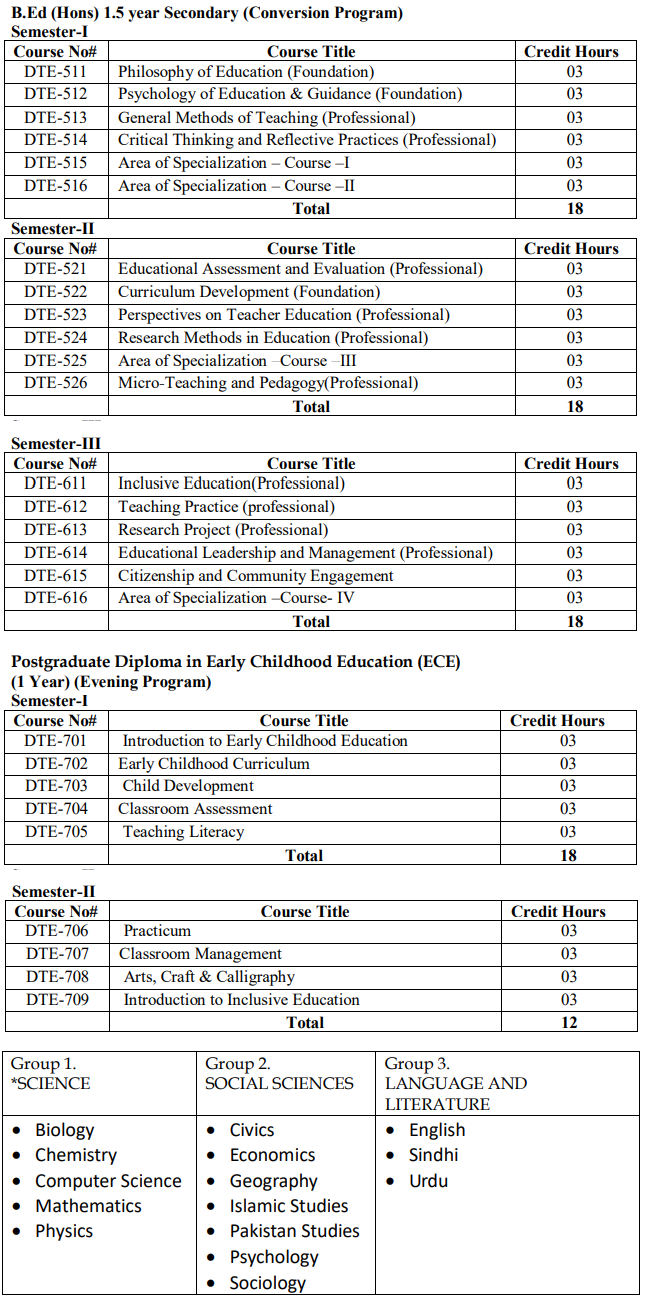 B.Ed (Hons) 1.5 year Secondary (Conversion Program)
Semester-I
Course No# Course Title Credit Hours
DTE-511 Philosophy of Education (Foundation) 03
DTE-512 Psychology of Education & Guidance (Foundation) 03
DTE-513 General Methods of Teaching (Professional) 03
DTE-514 Critical Thinking and Reflective Practices (Professional) 03
DTE-515 Area of Specialization – Course –I 03
DTE-516 Area of Specialization – Course –II 03
Total 18
Semester-II
Course No# Course Title Credit Hours
DTE-521 Educational Assessment and Evaluation (Professional) 03
DTE-522 Curriculum Development (Foundation) 03
DTE-523 Perspectives on Teacher Education (Professional) 03
DTE-524 Research Methods in Education (Professional) 03
DTE-525 Area of Specialization –Course –III 03
DTE-526 Micro-Teaching and Pedagogy(Professional) 03
Total 18
Semester-III
Course No# Course Title Credit Hours
DTE-611 Inclusive Education(Professional) 03
DTE-612 Teaching Practice (professional) 03
DTE-613 Research Project (Professional) 03
DTE-614 Educational Leadership and Management (Professional) 03
DTE-615 Citizenship and Community Engagement 03
DTE-616 Area of Specialization –Course- IV 03
Total 18
Postgraduate Diploma in Early Childhood Education (ECE)
(1 Year) (Evening Program)
Semester-I
Course No# Course Title Credit Hours
DTE-701 Introduction to Early Childhood Education 03
DTE-702 Early Childhood Curriculum 03
DTE-703 Child Development 03
DTE-704 Classroom Assessment 03
DTE-705 Teaching Literacy 03
Total 18
Semester-II
Course No# Course Title Credit Hours
DTE-706 Practicum 03
DTE-707 Classroom Management 03
DTE-708 Arts, Craft & Calligraphy 03
DTE-709 Introduction to Inclusive Education 03
Total 12
Group 1. Group 2. Group 3.
*SCIENCE SOCIAL SCIENCES LANGUAGE AND
LITERATURE
• Biology • Civics • English
• Chemistry • Economics • Sindhi
• Computer Science • Geography • Urdu
• Mathematics • Islamic Studies
• Physics • Pakistan Studies
• Psychology
• Sociology